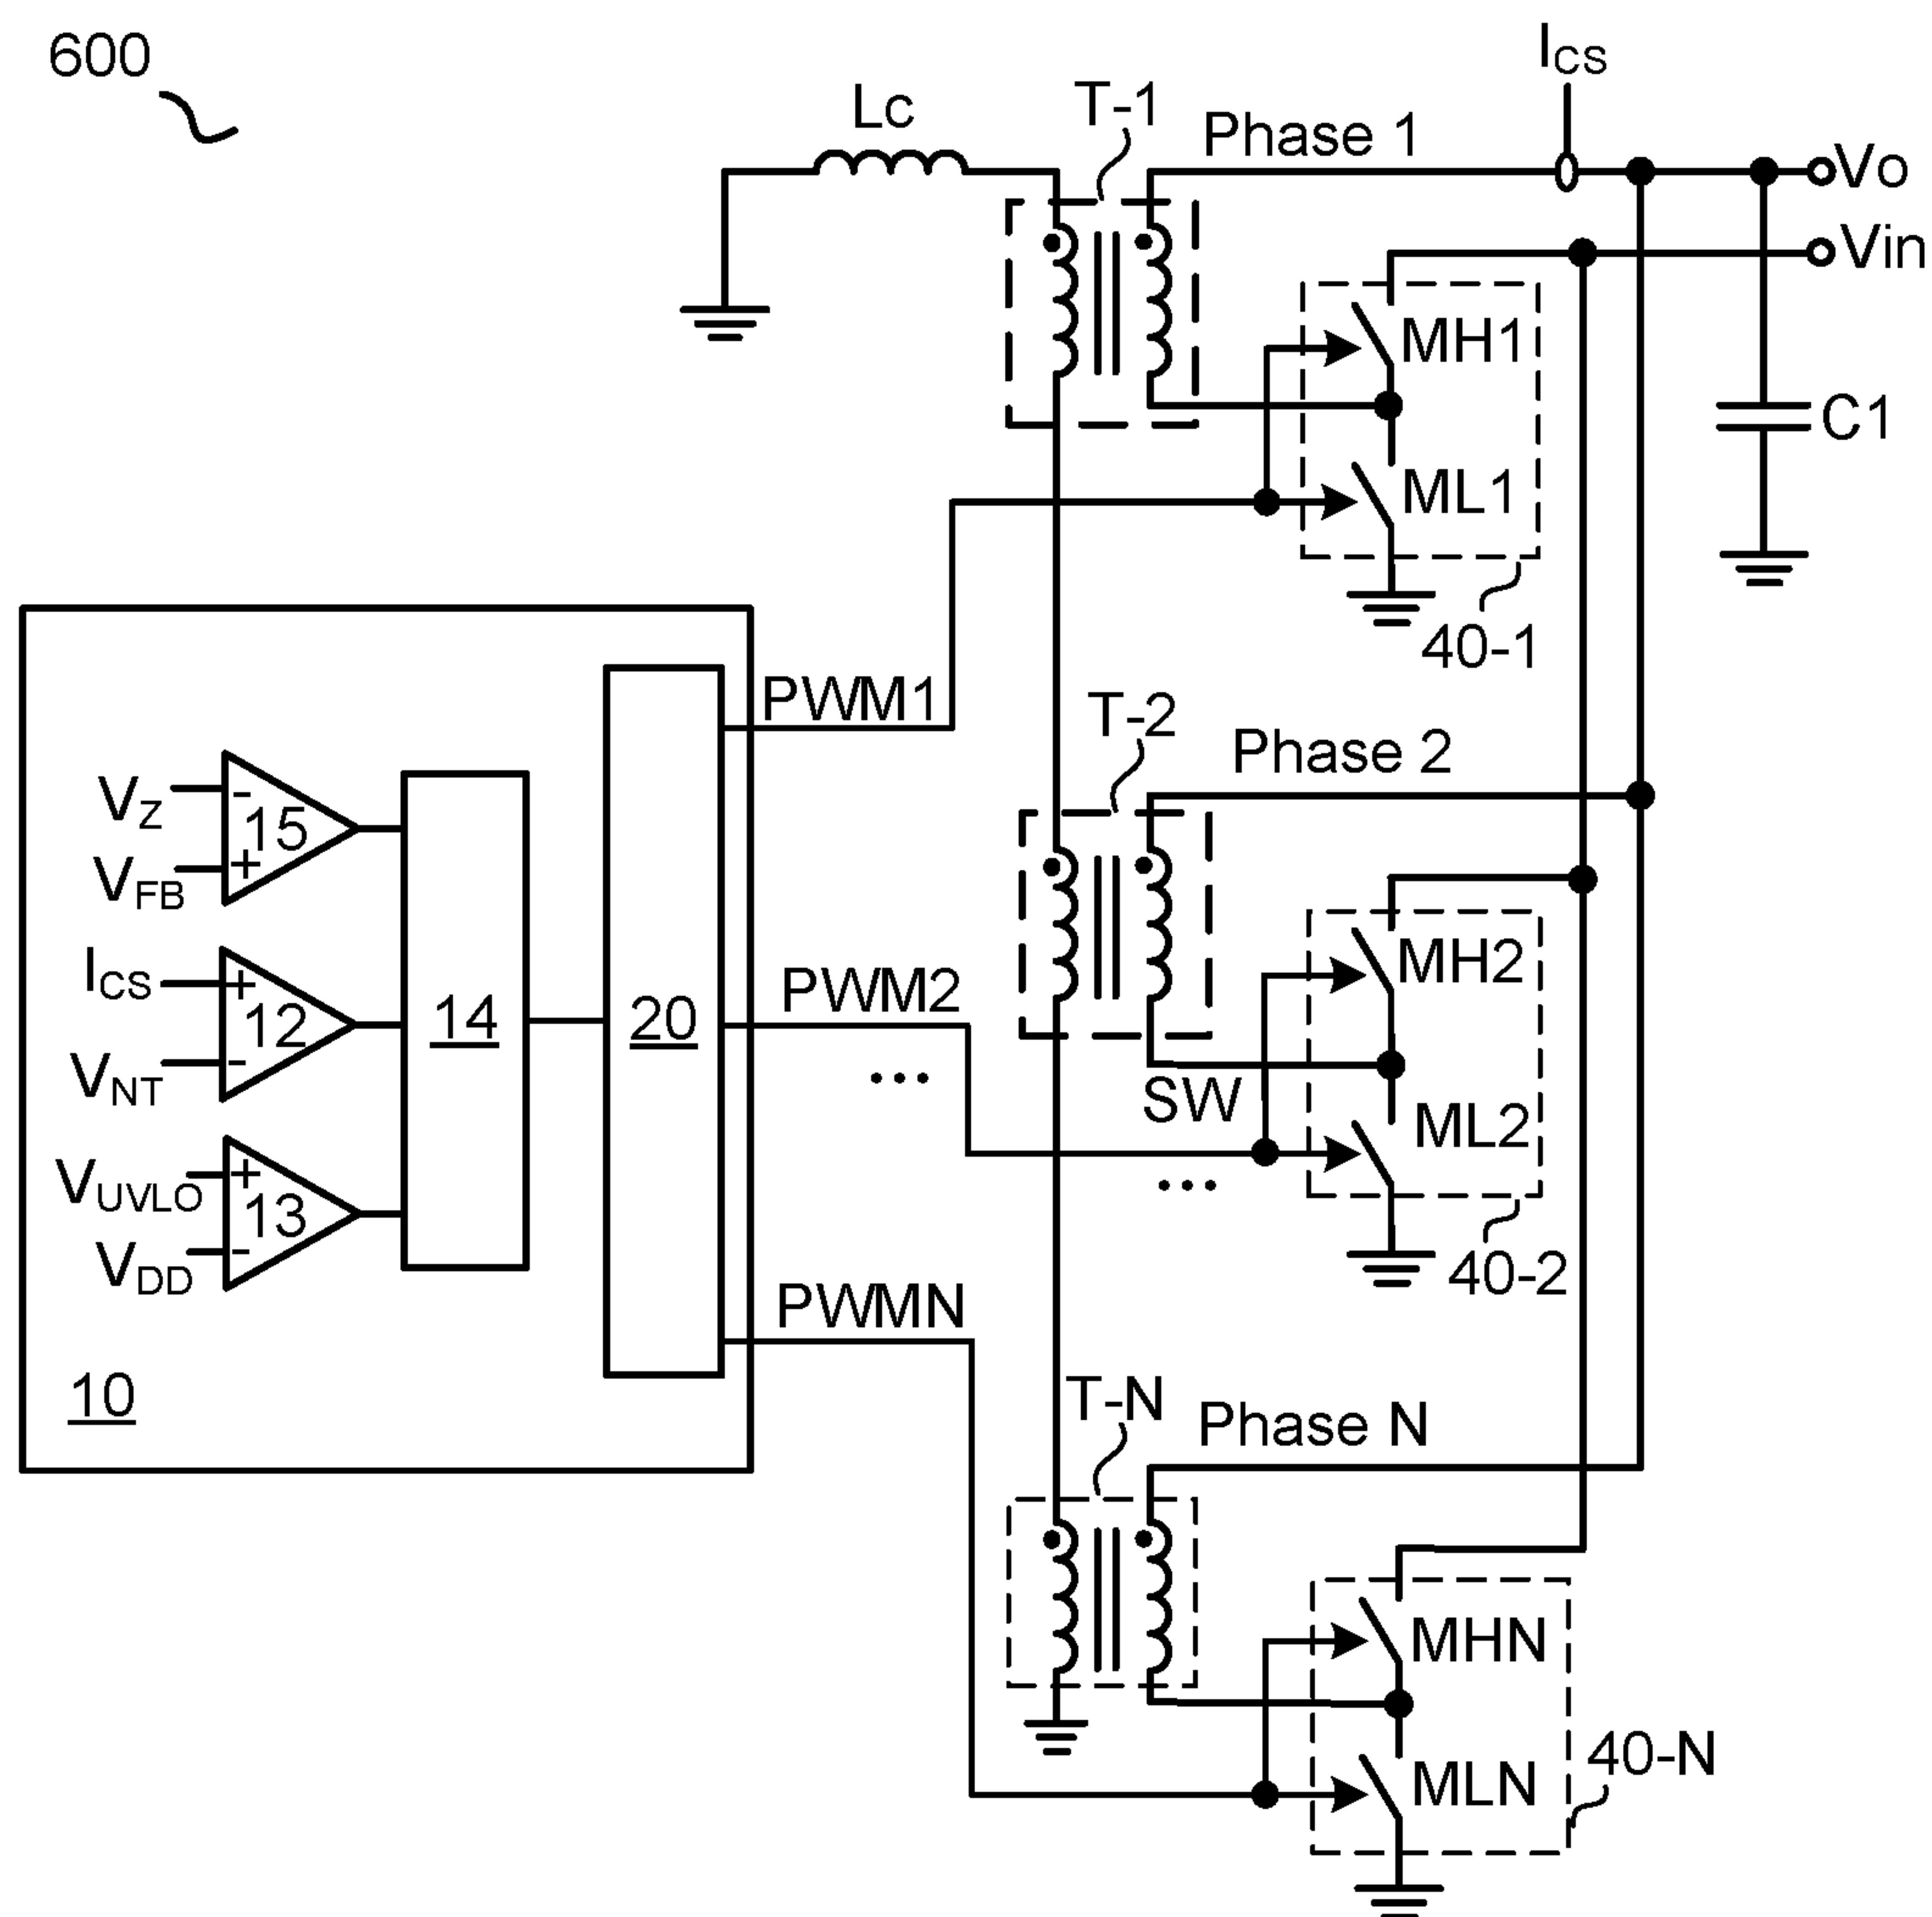 600
ICS
LC
T-1
Phase 1
Vo
Vin
MH1
C1
ML1
40-1
PWM1
T-2
Phase 2
VZ
-
15
VFB
+
MH2
ICS
+
PWM2
14
20
12
VNT
-
...
SW
ML2
VUVLO
+
...
13
VDD
-
40-2
PWMN
10
T-N
Phase N
MHN
40-N
MLN